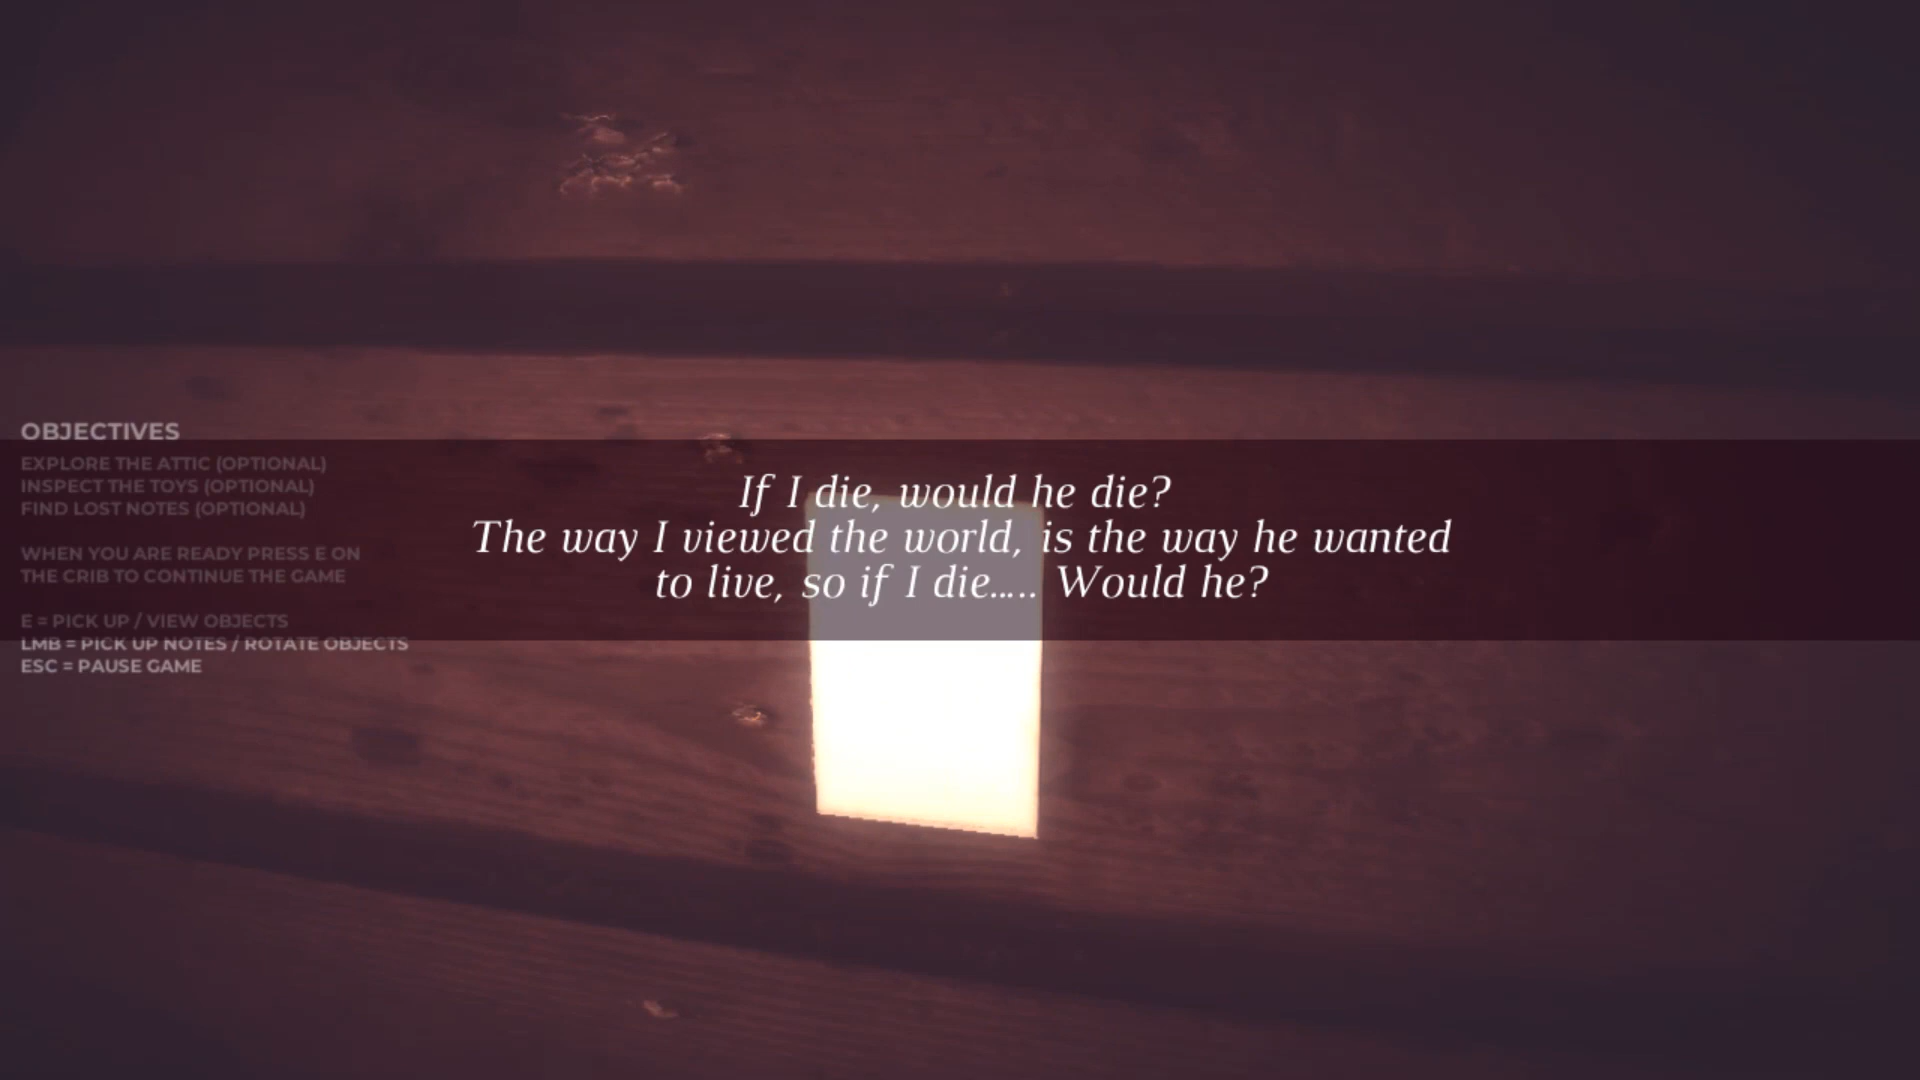 OBJECTIVES
EXPLORE THE ATTIC (OPTIONAL)
INSPECT THE TOYS (OPTIONAL)
FIND LOST NOTES (OPTIONAL)
WHEN YOU ARE READY PRESS E ON
THE CRIB TO CONTINUE THE GAME
E = PICK UP / VIEW OBJECTS
LMB = PICK UP NOTES / ROTATE OBJECTS
ESC = PAUSE GAME
If I die, would he die?
The way I viewed the world, is the way he wanted
to live, so if I die..... Would he?